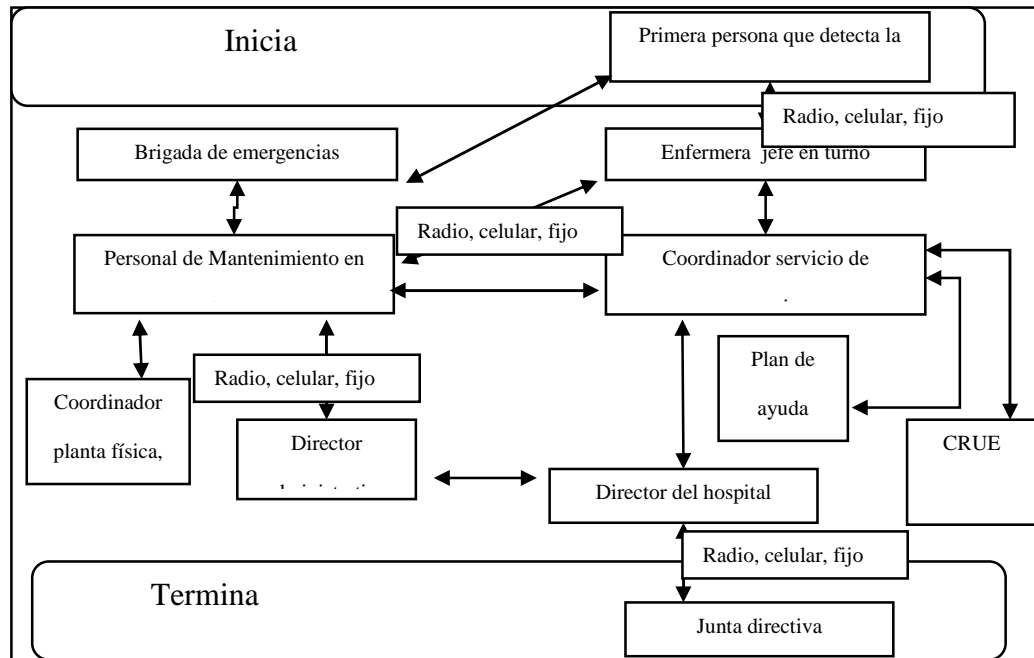 Inicia
Primera persona que detecta la
Radio, celular, fijo
Brigada de emergencias
Enfermera jefe en turno
Radio, celular, fijo
Personal de Mantenimiento en
Coordinador servicio de
Radio, celular, fijo
Plan de
ayuda
Coordinador
planta física,
Director
CRUE
Director del hospital
Radio, celular, fijo
Termina
Junta directiva